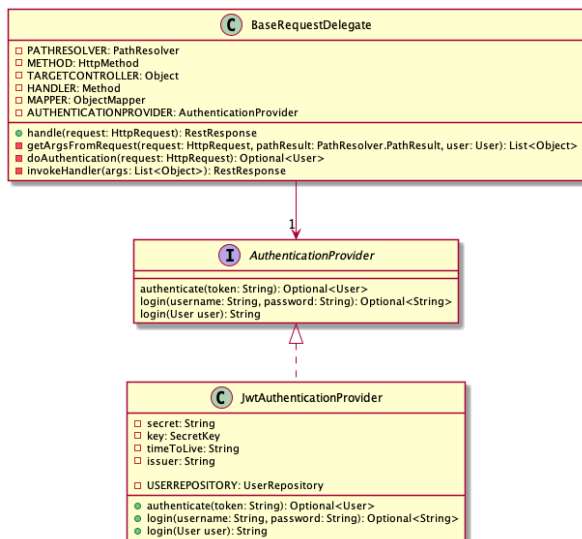 C BaseRequestDelegate
PATHRESOLVER: PathResolver
METHOD: HttpMethod
TARGETCONTROLLER: Object
HANDLER: Method
MAPPER: ObjectMapper
AUTHENTICATIONPROVIDER: AuthenticationProvider
handle(request: HttpRequest): RestResponse
getArgsFromRequest(request: HttpRequest, pathResult: PathResolver.PathResult, user: User): List<Object>
doAuthentication(request: HttpRequest): Optional<User>
invokeHandler(args: List<Object>): RestResponse
1
I AuthenticationProvider
authenticate(token: String): Optional<User>
login(username: String, password: String): Optional<String>
login(User user): String
C JwtAuthenticationProvider
secret: String
key: SecretKey
timeToLive: String
issuer: String
USERREPOSITORY: UserRepository
authenticate(token: String): Optional<User>
login(username: String, password: String): Optional<String>
login(User user): String